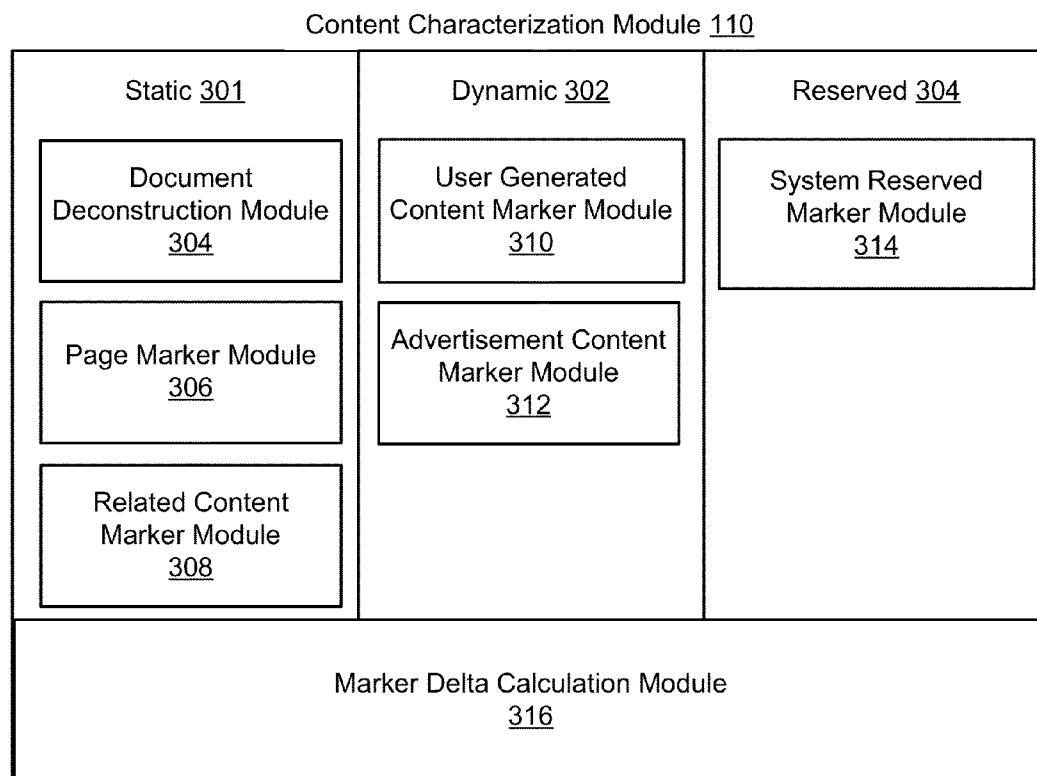 Content Characterization Module 110
Static 301
Document
Deconstruction Module
304
Page Marker Module
306
Related Content
Marker Module
308
Dynamic 302
User Generated
Content Marker Module
310
Advertisement Content
Marker Module
312
Reserved 304
System Reserved
Marker Module
314
Marker Delta Calculation Module
316